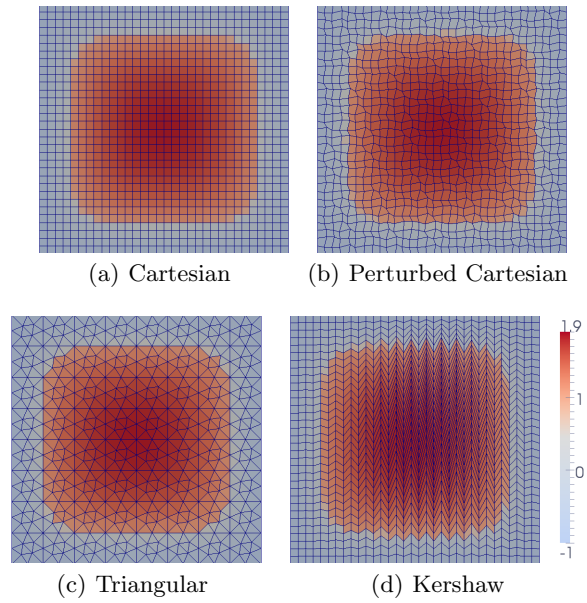 (a) Cartesian
(b) Perturbed Cartesian
1.9
1
0
-1
(c) Triangular
(d) Kershaw